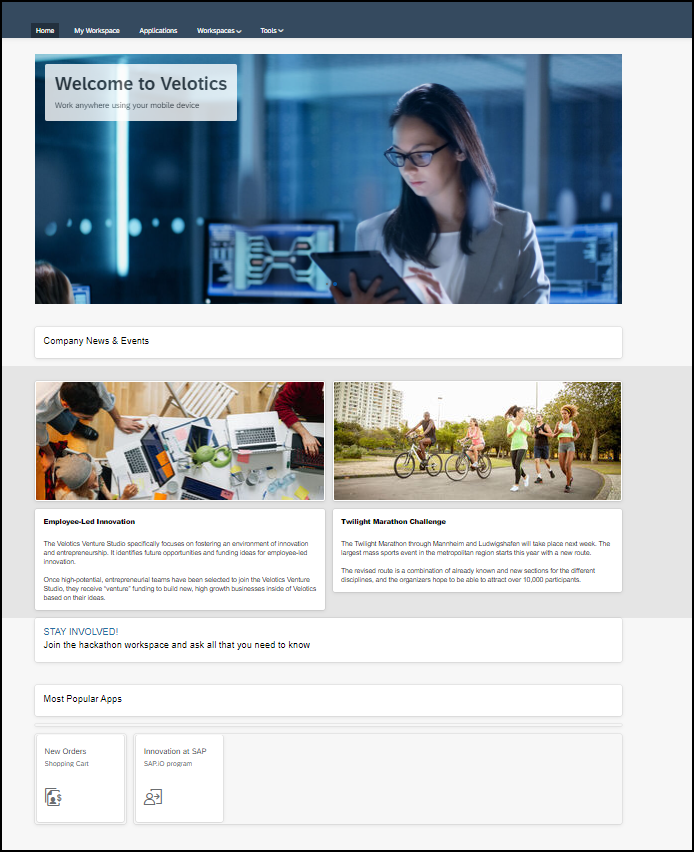 Home My Workspace Applications Workspaces Tools
Welcome to Velotics
Work anywhere using your mobile device
Company News & Events
Employee-Led Innovation
The Velotics Venture Studio specifically focuses on fostering an environment of innovation
and entrepreneurship. It identifies future opportunities and funding ideas for employee-led
innovation.
Once high-potential, entrepreneurial teams have been selected to join the Velotics Venture
Studio, they receive "venture" funding to build new, high growth businesses inside of Velotics
based on their ideas.
Twilight Marathon Challenge
The Twilight Marathon through Mannheim and Ludwigshafen will take place next week. The
largest mass sports event in the metropolitan region starts this year with a new route.
The revised route is a combination of already known and new sections for the different
disciplines, and the organizers hope to be able to attract over 10,000 participants.
STAY INVOLVED!
Join the hackathon workspace and ask all that you need to know
Most Popular Apps
New Orders
Shopping Cart
Innovation at SAP
SAP.iO program